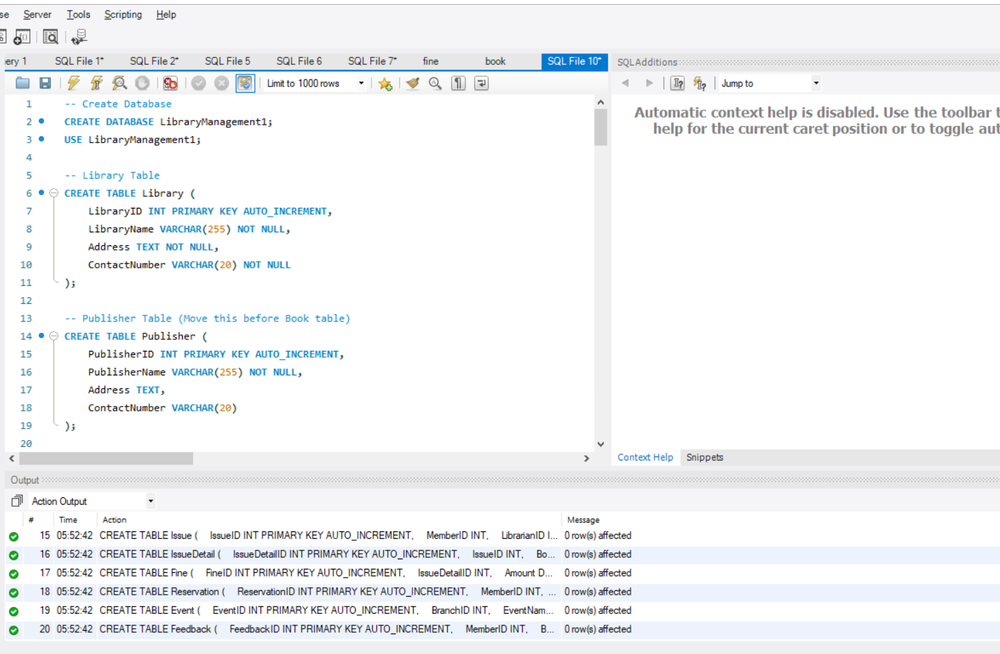 se Server Tools Scripting Help
ery 1 SQL File 1* SQL File 2* SQL File 5 SQL File 6 SQL File 7* fine book SQL File 10* SQLAdditions
Limit to 1000 rows Jump to
1 -- Create Database
2 CREATE DATABASE LibraryManagement1;
3 USE LibraryManagement1;
4
5 -- Library Table
6 CREATE TABLE Library (
7 LibraryID INT PRIMARY KEY AUTO_INCREMENT,
8 LibraryName VARCHAR(255) NOT NULL,
9 Address TEXT NOT NULL,
10 ContactNumber VARCHAR(20) NOT NULL
11 );
12
13 -- Publisher Table (Move this before Book table)
14 CREATE TABLE Publisher (
15 PublisherID INT PRIMARY KEY AUTO_INCREMENT,
16 PublisherName VARCHAR(255) NOT NULL,
17 Address TEXT,
18 ContactNumber VARCHAR(20)
19 );
20
Automatic context help is disabled. Use the toolbar t
help for the current caret position or to toggle aut
Context Help Snippets
Output
Action Output
# Time Action Message
15 05:52:42 CREATE TABLE Issue ( IssueID INT PRIMARY KEY AUTO_INCREMENT, MemberID INT, LibrarianID I... 0 row(s) affected
16 05:52:42 CREATE TABLE IssueDetail ( IssueDetailID INT PRIMARY KEY AUTO_INCREMENT, IssueID INT, Bo... 0 row(s) affected
17 05:52:42 CREATE TABLE Fine ( FineID INT PRIMARY KEY AUTO_INCREMENT, IssueDetailID INT, Amount D... 0 row(s) affected
18 05:52:42 CREATE TABLE Reservation ( ReservationID INT PRIMARY KEY AUTO_INCREMENT, MemberID INT, ... 0 row(s) affected
19 05:52:42 CREATE TABLE Event ( EventID INT PRIMARY KEY AUTO_INCREMENT, BranchID INT, EventNam... 0 row(s) affected
20 05:52:42 CREATE TABLE Feedback ( FeedbackID INT PRIMARY KEY AUTO_INCREMENT, MemberID INT, B... 0 row(s) affected